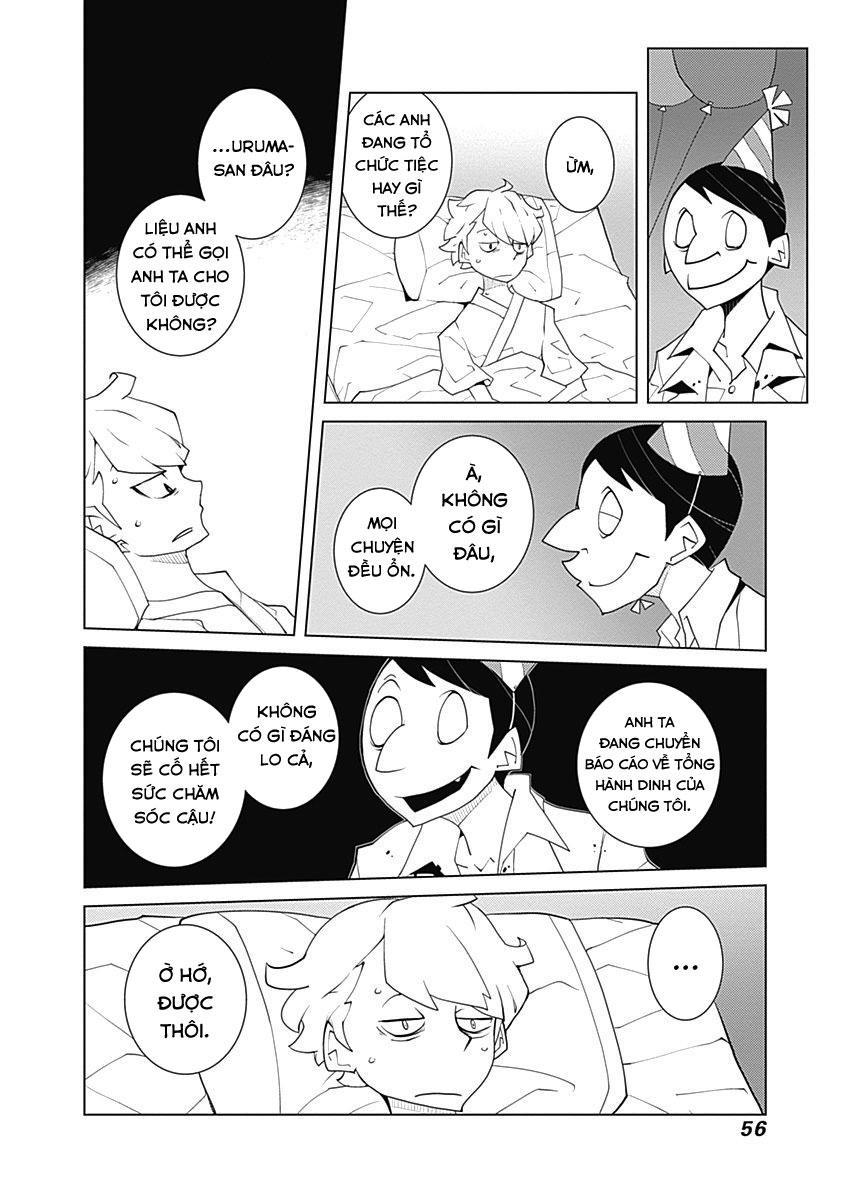 ỪM,
CÁC ANH
ĐANG TỔ
CHỨC TIỆC
HAY GÌ
THẾ?
...URUMA-
SAN ĐÂU?
LIỆU ANH
CÓ THỂ GỌI
ANH TA CHO
TÔI ĐƯỢC
KHÔNG?
À,
KHÔNG
CÓ GÌ
ĐÂU,
MỌI
CHUYỆN
ĐỀU ỔN.
ANH TA
ĐANG CHUYỂN
BÁO CÁO VỀ TỔNG
HÀNH DINH CỦA
CHÚNG TÔI.
KHÔNG
CÓ GÌ ĐÁNG
LO CẢ,
CHÚNG TÔI
SẼ CỐ HẾT
SỨC CHĂM
SÓC CẬU!
...
Ờ HỚ,
ĐƯỢC
THÔI.
56